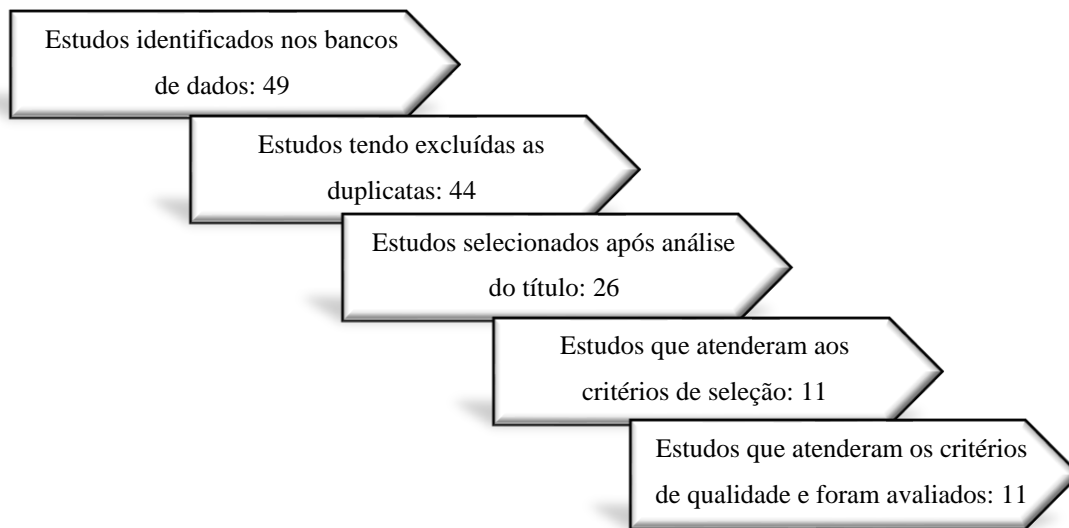 Estudos identificados nos bancos
de dados: 49
Estudos tendo excluídas as
duplicatas: 44
Estudos selecionados após análise
do título: 26
Estudos que atenderam aos
critérios de seleção: 11
Estudos que atenderam os critérios
de qualidade e foram avaliados: 11